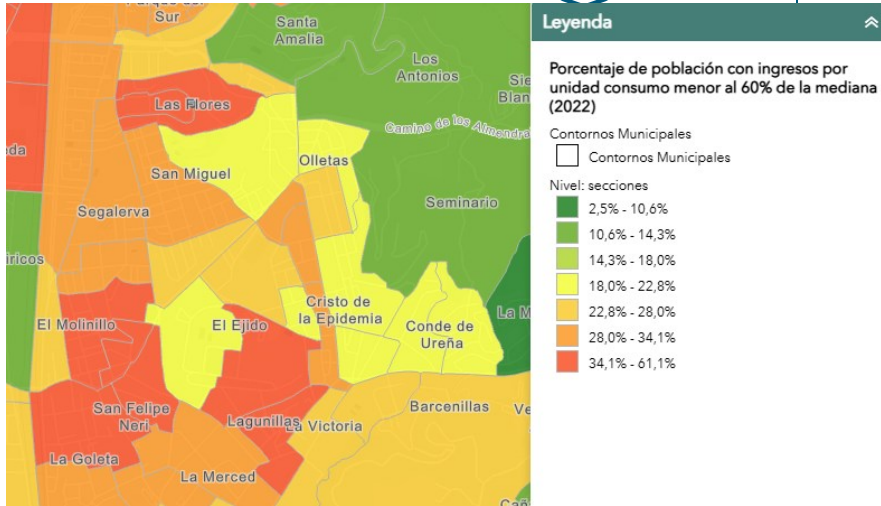 Sur
Santa
Amalia
Los
Antonios
Las Flores
San Miguel
Olletas
Segalerva
Seminario
El Molinillo
El Ejido
Cristo de
la Epidemia
Conde de
Ureña
San Felipe
Neri
Lagunillas
La Victoria
Barcenillas
La Goleta
La Merced
Leyenda
Porcentaje de población con ingresos por
unidad consumo menor al 60% de la mediana
(2022)
Contornos Municipales
Contornos Municipales
Nivel: secciones
2,5% - 10,6%
10,6% - 14,3%
14,3% - 18,0%
18,0% - 22,8%
22,8% - 28,0%
28,0% - 34,1%
34,1% - 61,1%